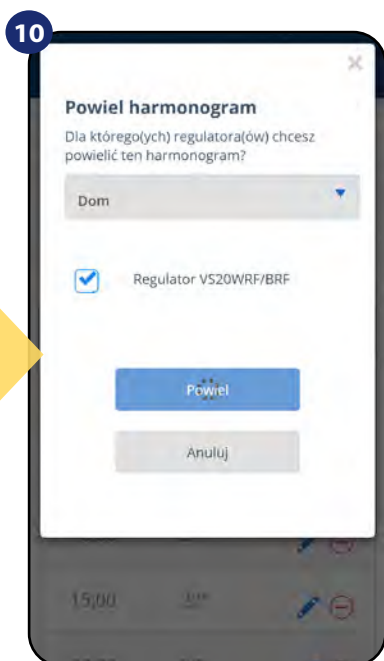 10
Powiel harmonogram
Dla którego(ych) regulatora(ów) chcesz
powielić ten harmonogram?
Dom
Regulator VS20WRF/BRF
Powiel
Anuluj
15,00